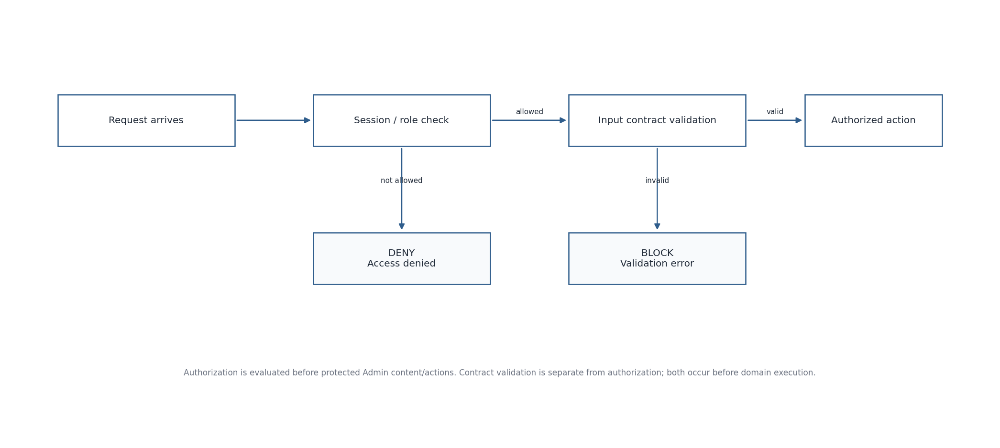 Request arrives
Session / role check
allowed
Input contract validation
valid
Authorized action
not allowed
invalid
DENY
Access denied
BLOCK
Validation error
Authorization is evaluated before protected Admin content/actions. Contract validation is separate from authorization; both occur before domain execution.